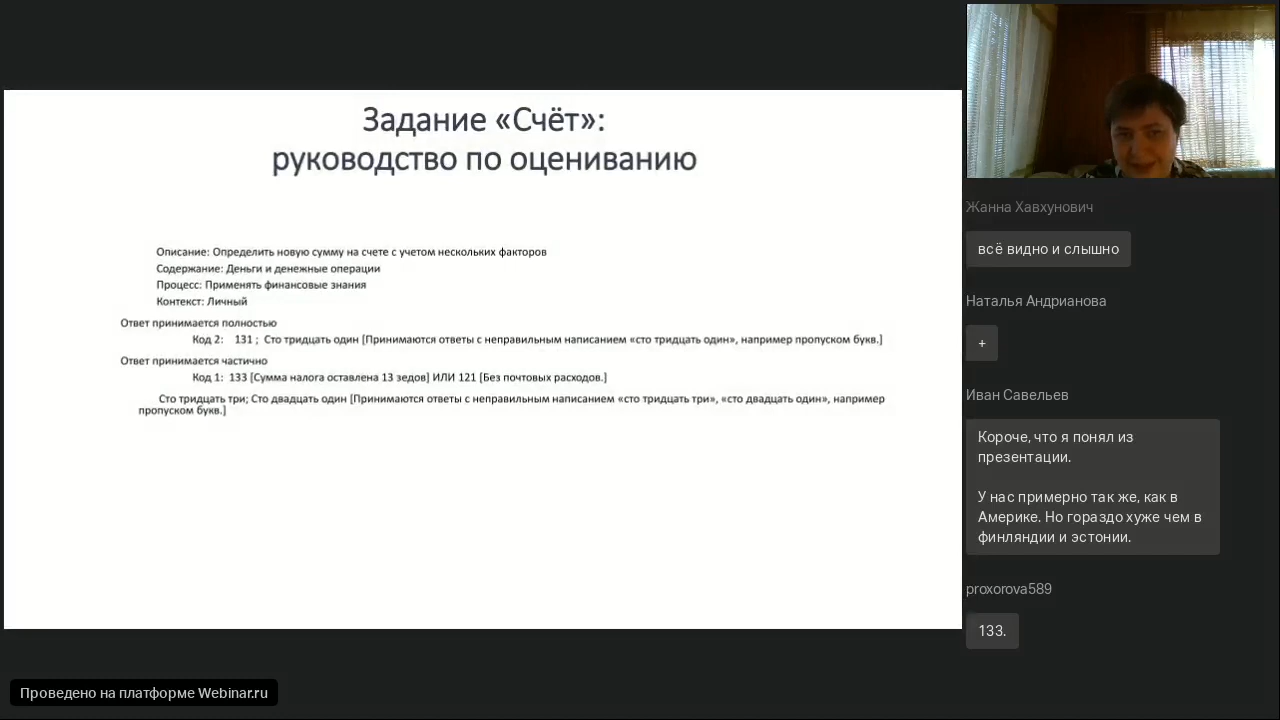 Задание «Счёт»:
руководство по оцениванию
Описание: Определить новую сумму на счете с учетом нескольких факторов
Содержание: Деньги и денежные операции
Процесс: Применять финансовые знания
Контекст: Личный
Ответ принимается полностью
Код 2: 131 ; Сто тридцать один [Принимаются ответы с неправильным написанием «сто тридцать один», например пропуском букв.]
Ответ принимается частично
Код 1: 133 [Сумма налога оставлена 13 зедов] ИЛИ 121 [Без почтовых расходов.]
Сто тридцать три; Сто двадцать один [Принимаются ответы с неправильным написанием «сто тридцать три», «сто двадцать один», например
пропуском букв.]
Жанна Хавхунович
всё видно и слышно
Наталья Андрианова
+
Иван Савельев
Короче, что я понял из
презентации.
У нас примерно так же, как в
Америке. Но гораздо хуже чем в
финляндии и эстонии.
proxorova589
133.
Проведено на платформе Webinar.ru